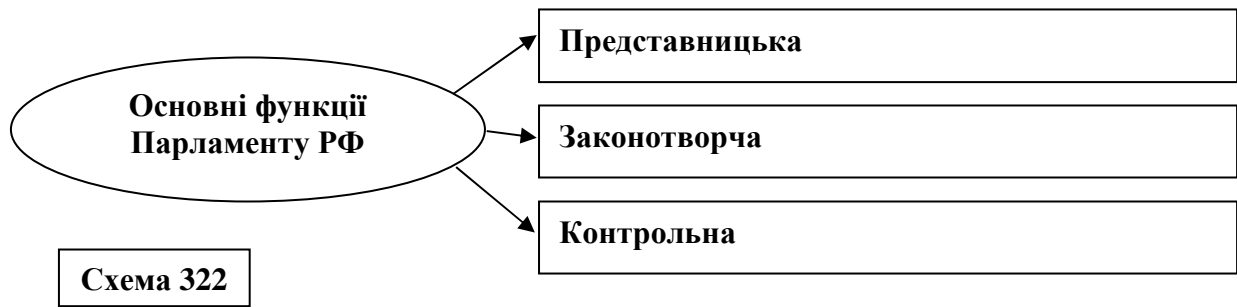 Основні функції
Парламенту РФ
Представницька
Законотворча
Контрольна
Схема 322